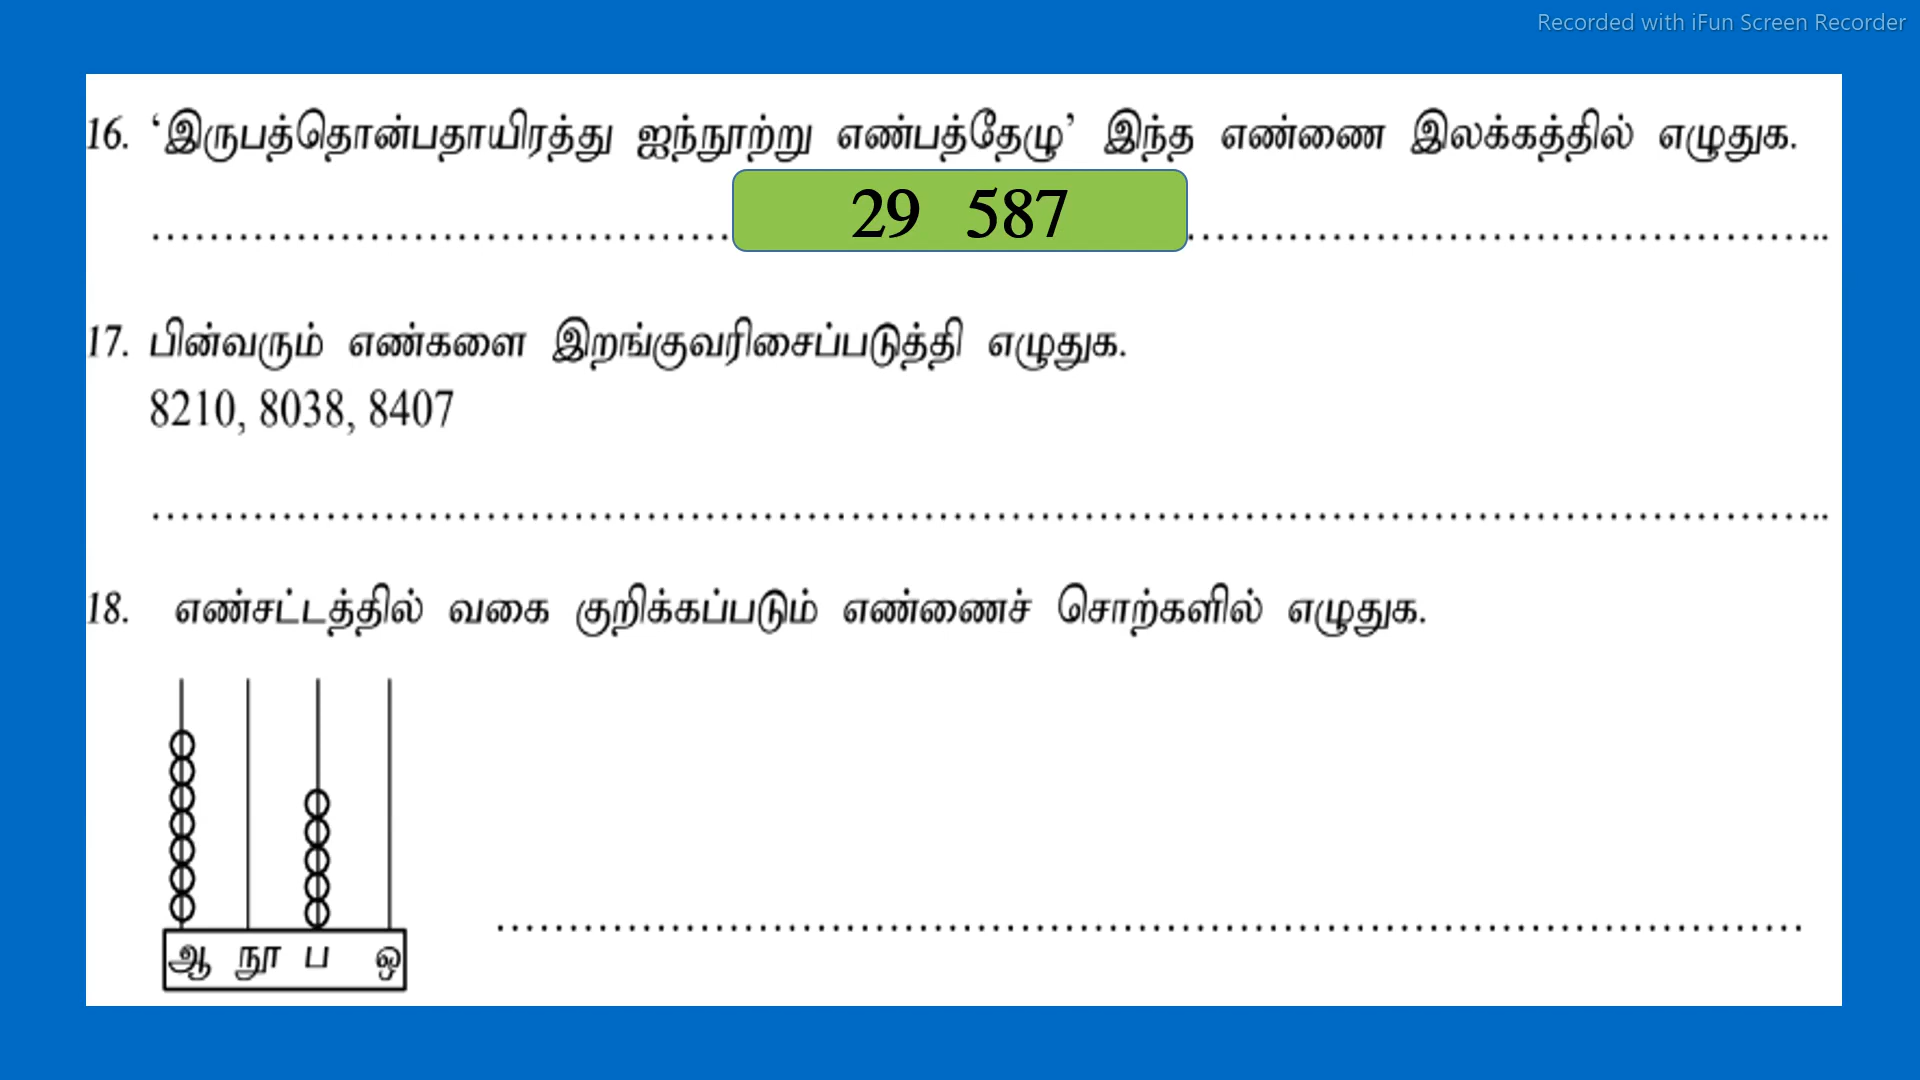 Recorded with iFun Screen Recorder
16. ‘இருபத்தொன்பதாயிரத்து ஐந்நூற்று எண்பத்தேழு’ இந்த எண்ணை இலக்கத்தில் எழுதுக.
29 587
17. பின்வரும் எண்களை இறங்குவரிசைப்படுத்தி எழுதுக.
8210, 8038, 8407
18. எண்சட்டத்தில் வகை குறிக்கப்படும் எண்ணைச் சொற்களில் எழுதுக.
ஆ நூ ப ஒ